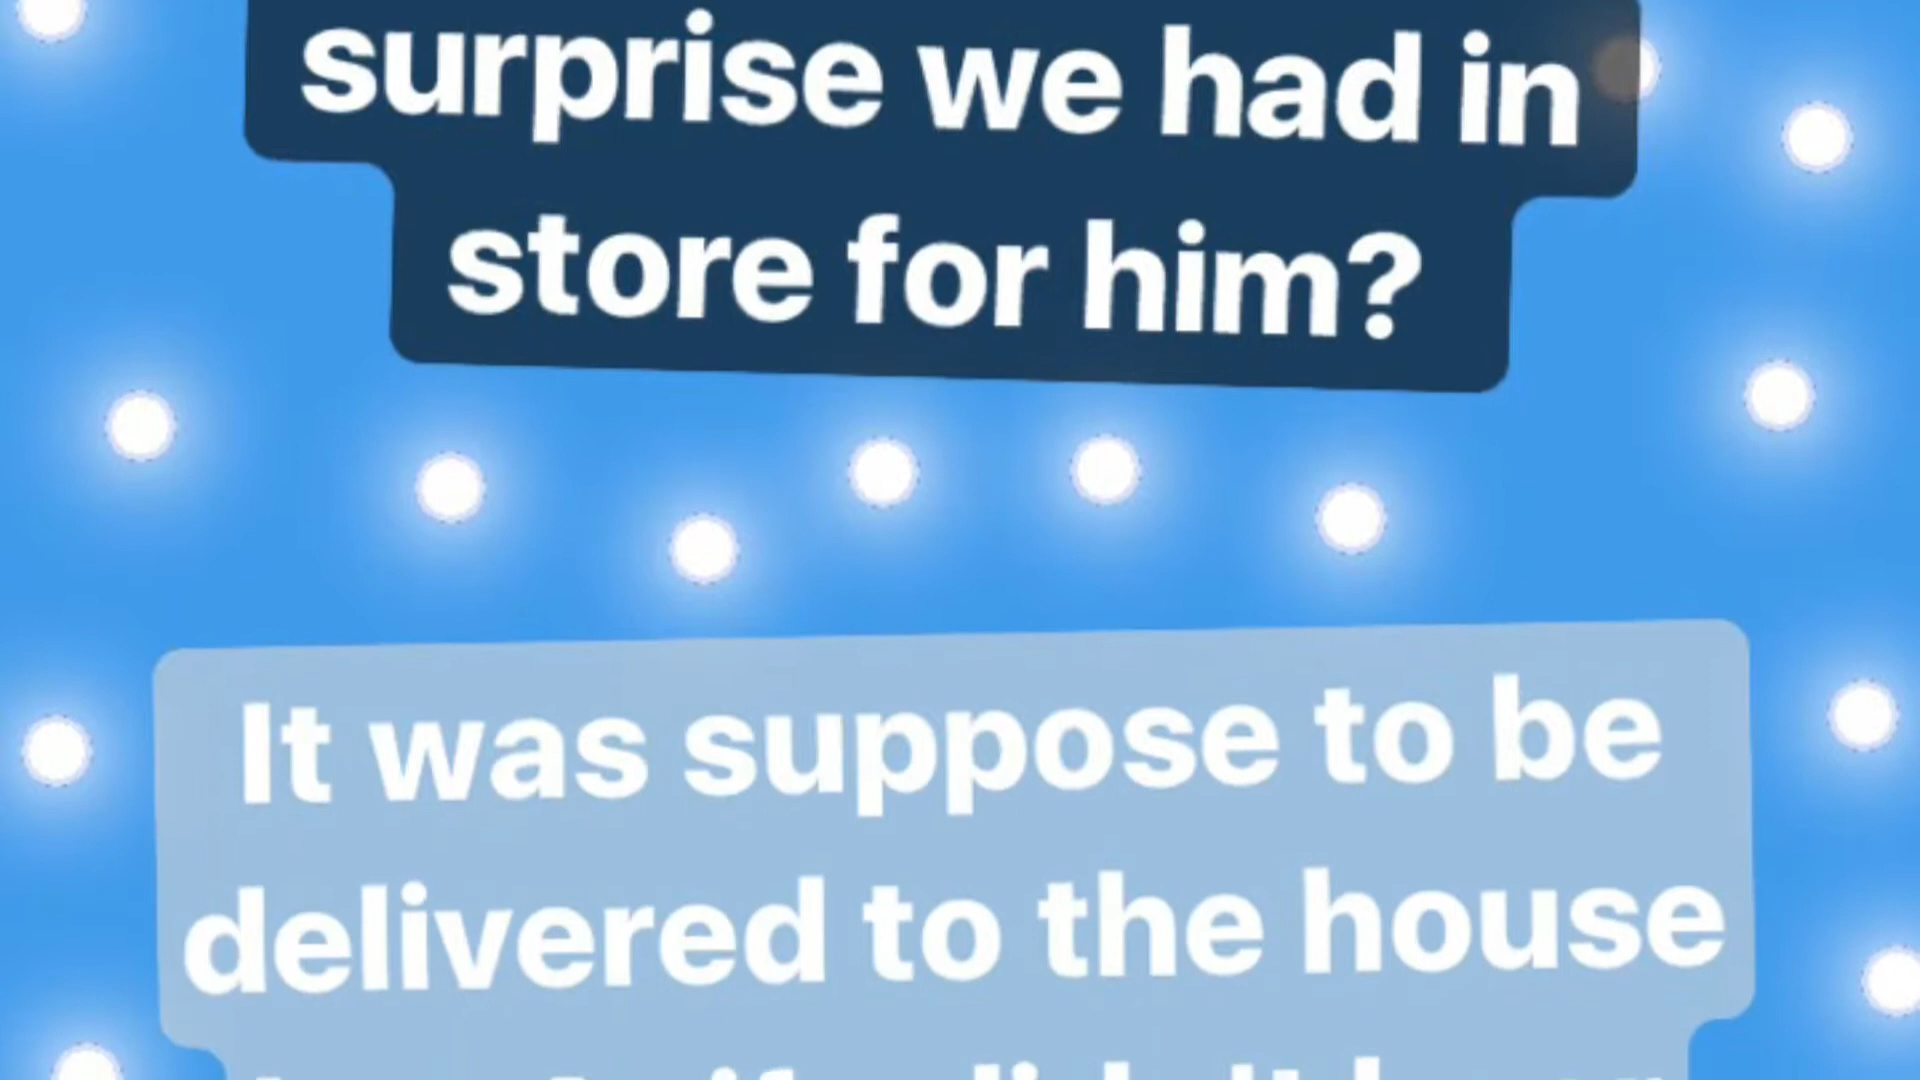 surprise we had in
store for him?
It was suppose to be
delivered to the house